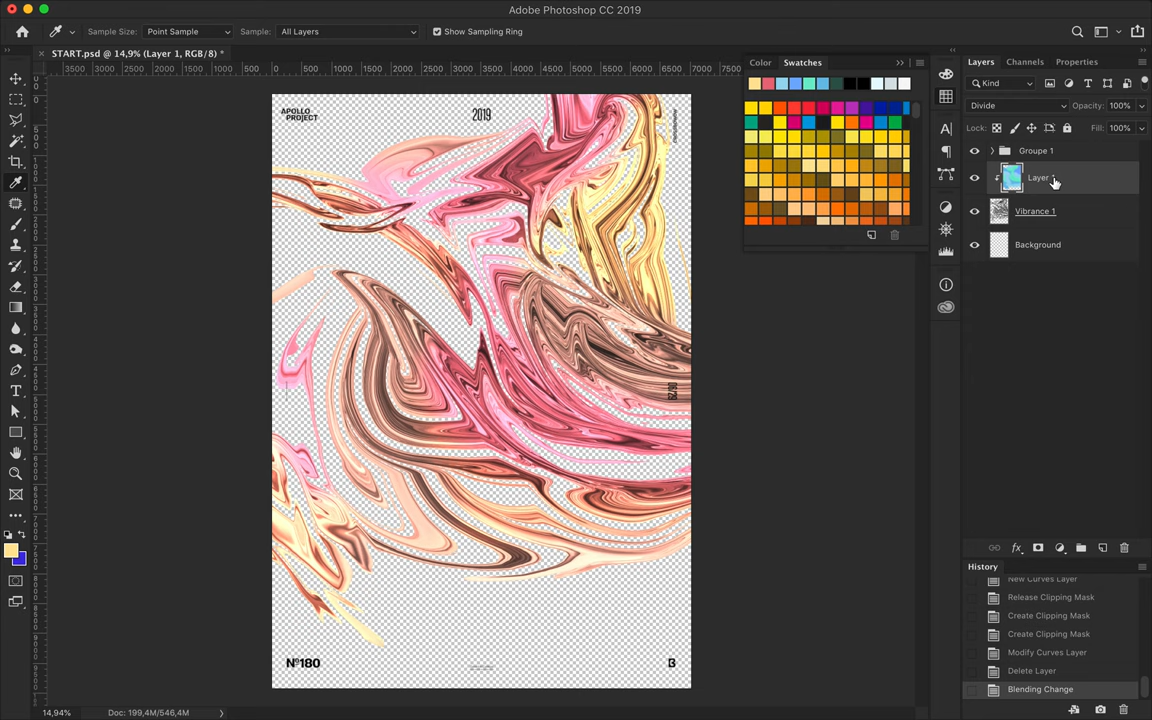 Adobe Photoshop CC 2019
Sample Size:
Point Sample
Sample:
All Layers
Show Sampling Ring
START.psd @ 14,9% (Layer 1, RGB/8) *
3500 3000 2500 2000 1500 1000 500 0 500 1000 1500 2000 2500 3000 3500 4000 4500 5000 5500 6000 6500 7000 7500
Color
Swatches
Layers
Channels
Properties
Kind
Divide
Opacity: 100%
Lock:
Fill: 100%
Groupe 1
Layer
Vibrance 1
Background
APOLLO
PROJECT
2019
06/29
Nº180
History
New Curves Layer
Release Clipping Mask
Create Clipping Mask
Create Clipping Mask
Modify Curves Layer
Delete Layer
Blending Change
14,94%
Doc: 199,4M/546,4M